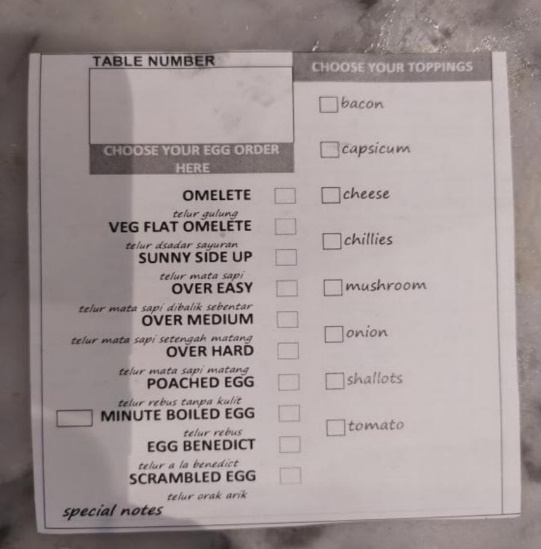 TABLE NUMBER
CHOOSE YOUR EGG ORDER
HERE
OMELETE
telur gulung
VEG FLAT OMELETE
telur dsadar sayuran
SUNNY SIDE UP
telur mata sapi
OVER EASY
telur mata sapi dibalik sebentar
OVER MEDIUM
telur mata sapi setengah matang
OVER HARD
telur mata sapi matang
POACHED EGG
telur rebus tanpa kulit
MINUTE BOILED EGG
telur rebus
EGG BENEDICT
telur a la benedict
SCRAMBLED EGG
telur orak arik
special notes
CHOOSE YOUR TOPPINGS
bacon
capsicum
cheese
chillies
mushroom
onion
shallots
tomato